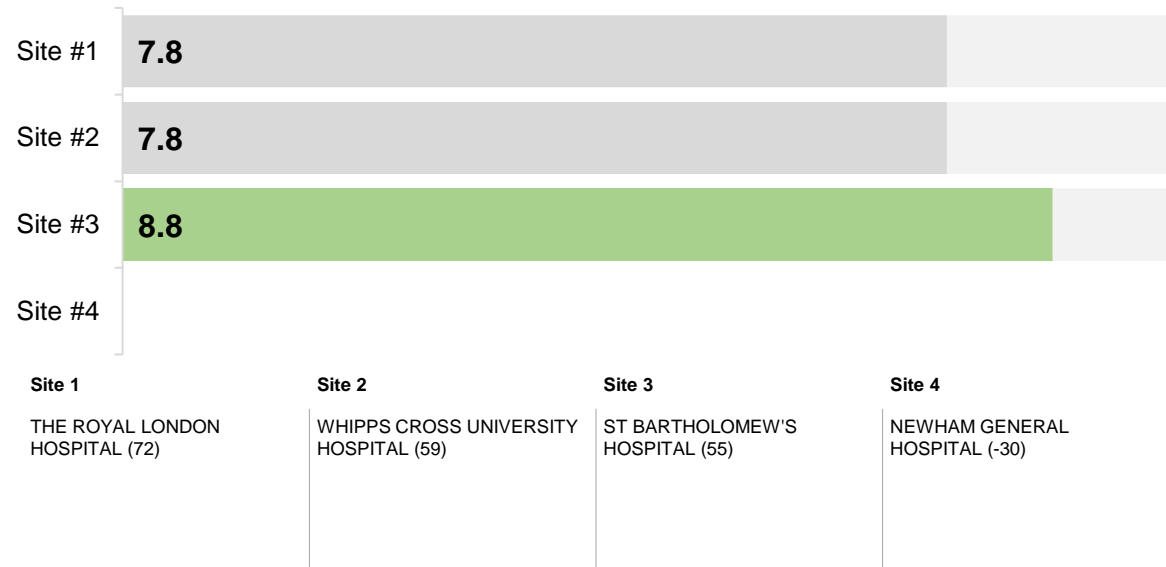 Site #1 7.8
Site #2 7.8
Site #3 8.8
Site #4
Site 1
THE ROYAL LONDON
HOSPITAL (72)
Site 2
WHIPPS CROSS UNIVERSITY
HOSPITAL (59)
Site 3
ST BARTHOLOMEW'S
HOSPITAL (55)
Site 4
NEWHAM GENERAL
HOSPITAL (-30)